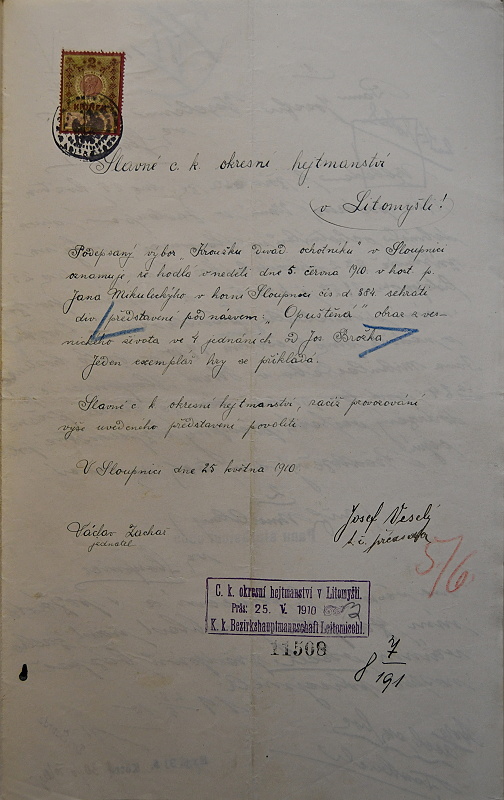 Slavné c. k. okresní hejtmanství
v Litomyšli!
Podepsaný výbor "Kroužku divad. ochotníků" v Sloupnici
oznamuje, že hodlá v neděli dne 5. června 1910 v host. p.
Jana Mikuleckýho v horní Sloupnici čís d 384. sehráti
div. představení pod názvem: "Opuštěná" obraz z ves-
nického života ve 4 jednáních od Jos Brožka
Jeden exemplář hry se přikládá.
Slavné c k okresní hejtmanství, račiž provozování
výše uvedeného představení povoliti
V Sloupnici dne 25 května 1910.
Václav Zachař
jednatel
Josef Veselý
t. č. předseda
5/6
C. k. okresní hejtmanství v Litomyšli.
Präs: 25. V. 1910
K. k. Bezirkshauptmannschaft Leitomischl.
11508
8 7/191